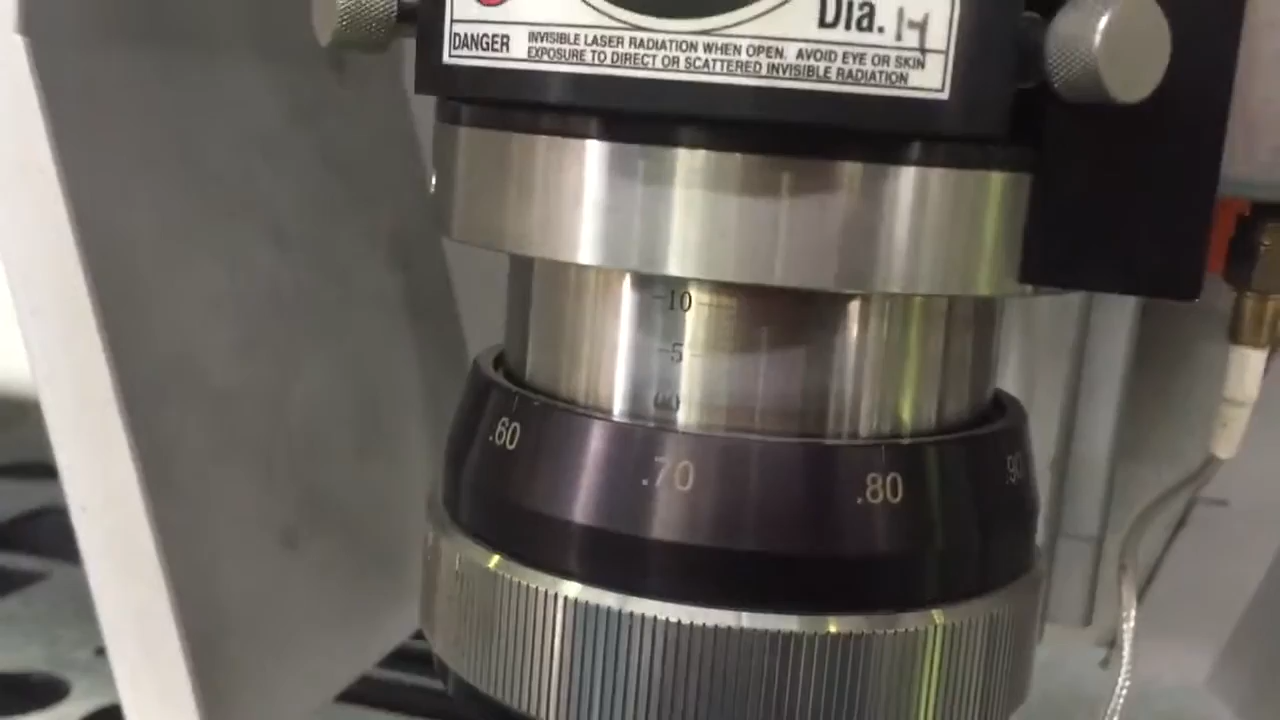 Dia. 14
DANGER
INVISIBLE LASER RADIATION WHEN OPEN. AVOID EYE OR SKIN
EXPOSURE TO DIRECT OR SCATTERED INVISIBLE RADIATION
-10
-5
.60 .70 .80 .90